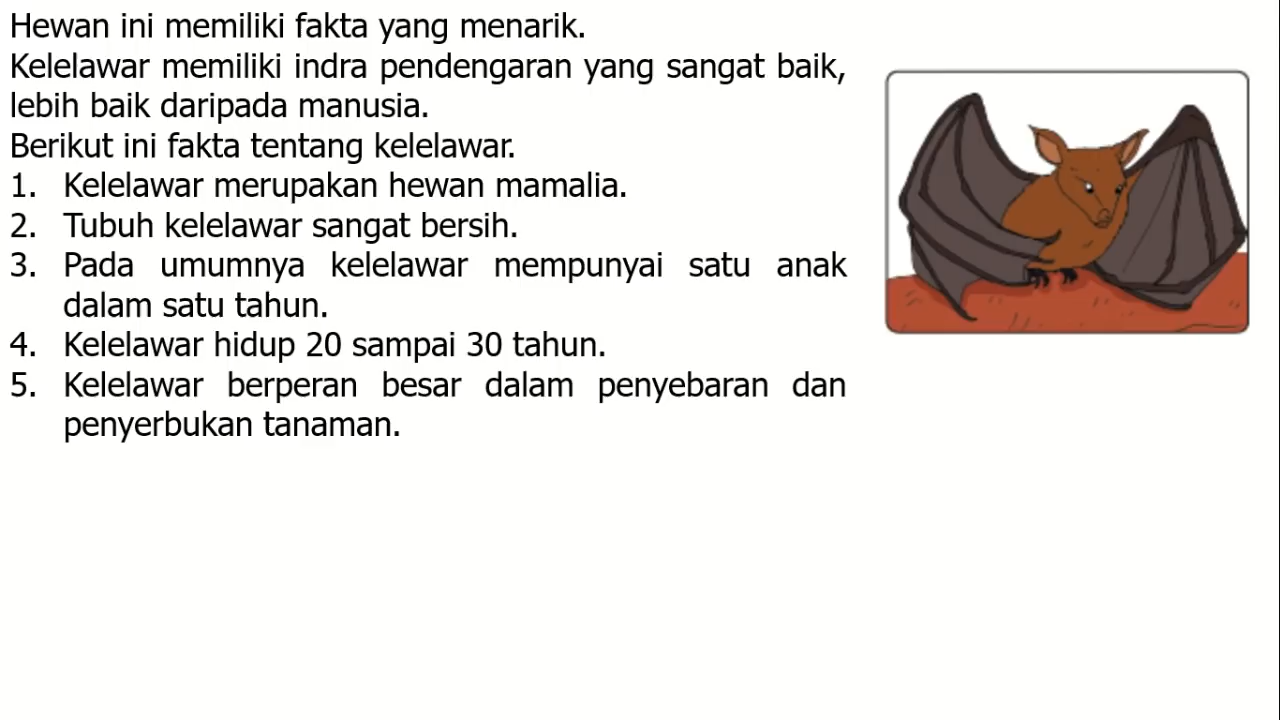 Hewan ini memiliki fakta yang menarik.
Kelelawar memiliki indra pendengaran yang sangat baik,
lebih baik daripada manusia.
Berikut ini fakta tentang kelelawar.
1. Kelelawar merupakan hewan mamalia.
2. Tubuh kelelawar sangat bersih.
3. Pada umumnya kelelawar mempunyai satu anak
dalam satu tahun.
4. Kelelawar hidup 20 sampai 30 tahun.
5. Kelelawar berperan besar dalam penyebaran dan
penyerbukan tanaman.